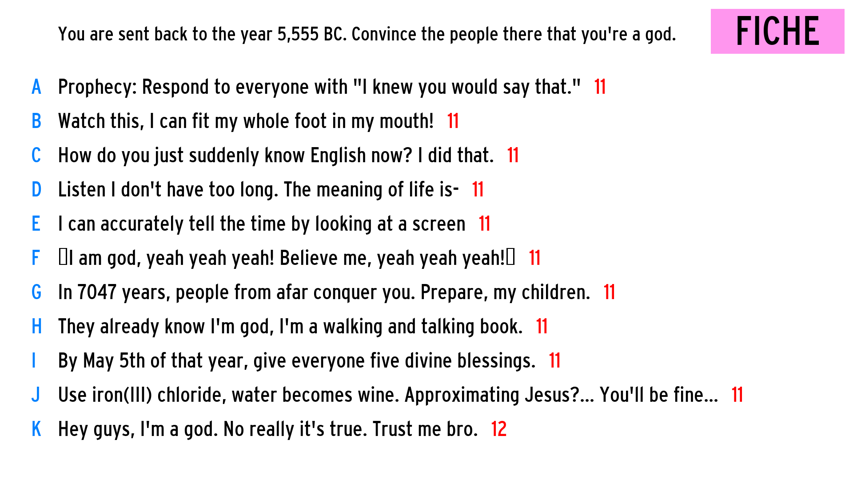 You are sent back to the year 5,555 BC. Convince the people there that you're a god.
FICHE
A Prophecy: Respond to everyone with "I knew you would say that." 11
B Watch this, I can fit my whole foot in my mouth! 11
C How do you just suddenly know English now? I did that. 11
D Listen I don't have too long. The meaning of life is- 11
E I can accurately tell the time by looking at a screen 11
F ▯I am god, yeah yeah yeah! Believe me, yeah yeah yeah!▯ 11
G In 7047 years, people from afar conquer you. Prepare, my children. 11
H They already know I'm god, I'm a walking and talking book. 11
I By May 5th of that year, give everyone five divine blessings. 11
J Use iron(III) chloride, water becomes wine. Approximating Jesus?... You'll be fine... 11
K Hey guys, I'm a god. No really it's true. Trust me bro. 12